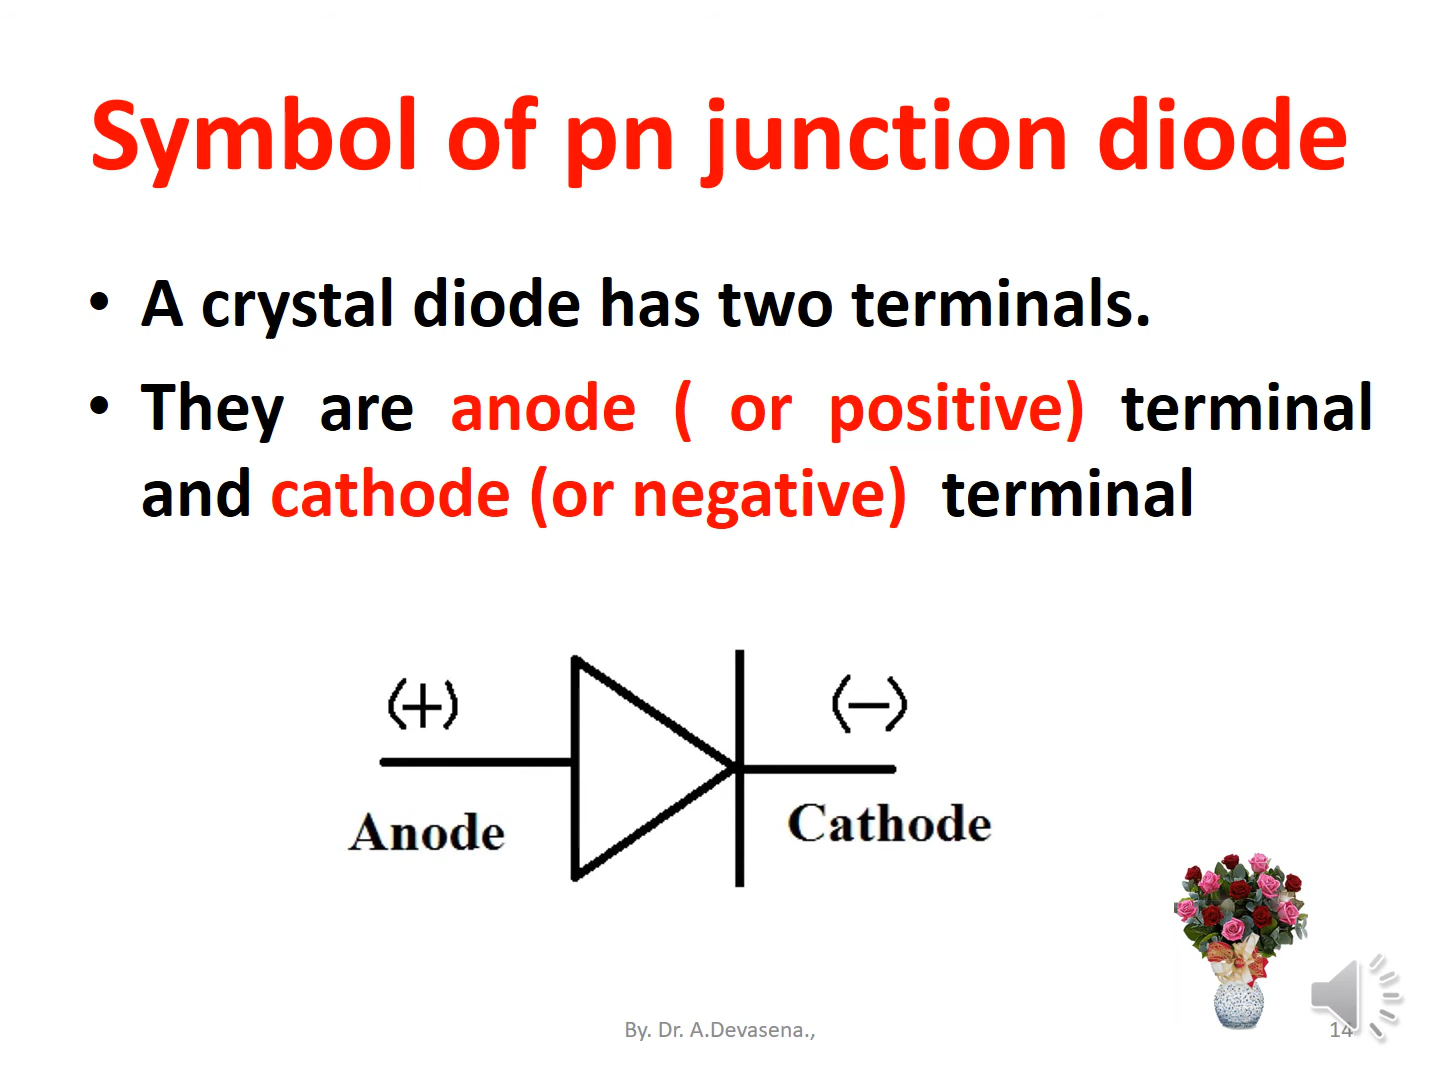 Symbol of pn junction diode
• A crystal diode has two terminals.
• They are anode ( or positive) terminal
and cathode (or negative) terminal
(+) (−)
Anode Cathode
By. Dr. A.Devasena.,
14